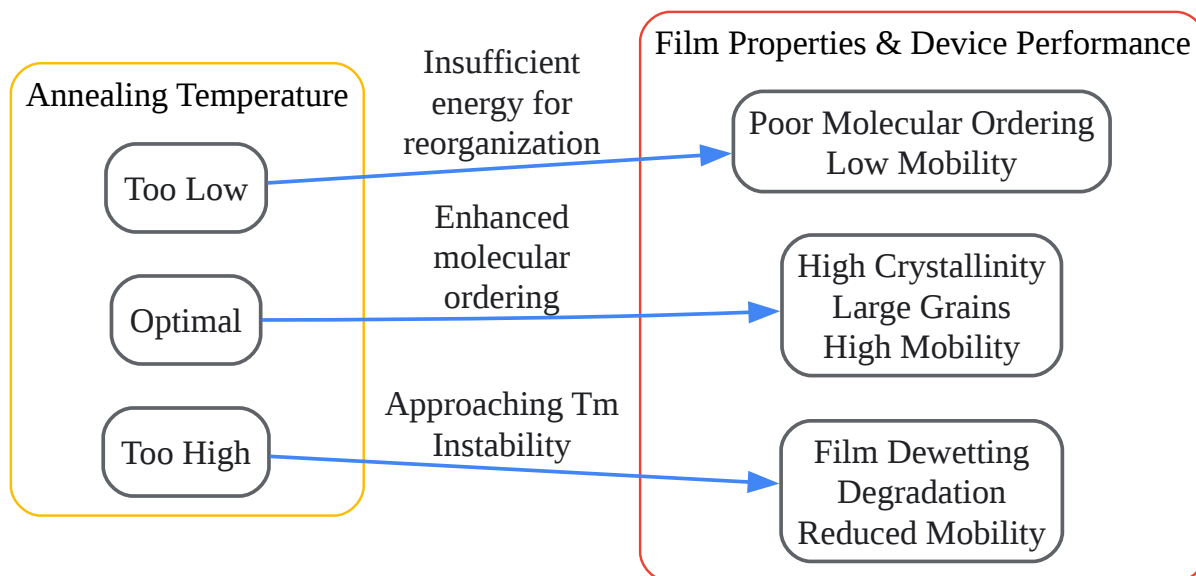 Film Properties & Device Performance
Annealing Temperature
Insufficient
energy for
reorganization
Too Low
Poor Molecular Ordering
Low Mobility
Enhanced
molecular
ordering
Optimal
High Crystallinity
Large Grains
High Mobility
Approaching Tm
Instability
Too High
Film Dewetting
Degradation
Reduced Mobility